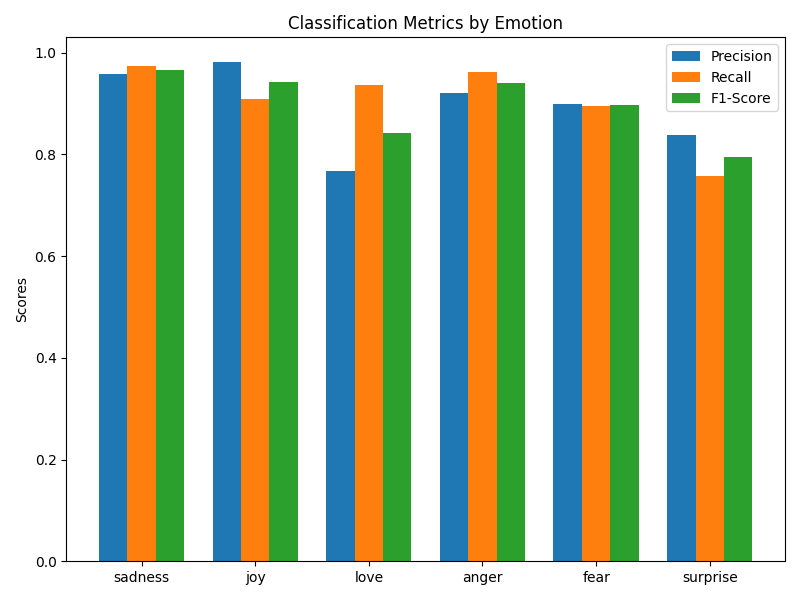 Classification Metrics by Emotion
Precision
Recall
F1-Score
Scores
1.0
0.8
0.6
0.4
0.2
0.0
sadness joy love anger fear surprise